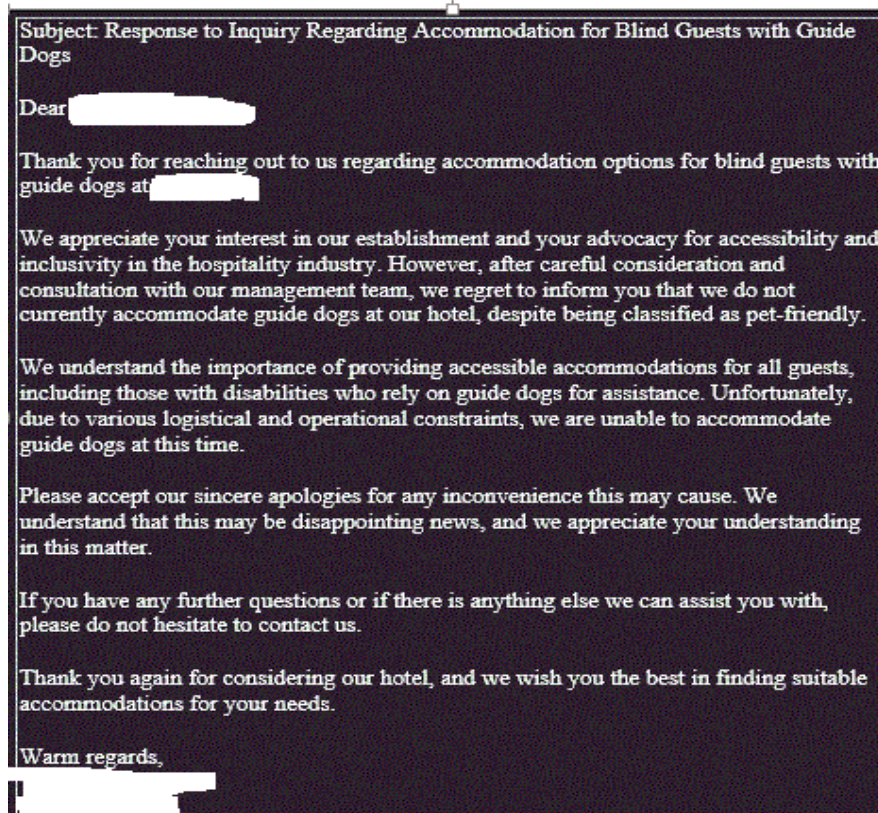 Subject: Response to Inquiry Regarding Accommodation for Blind Guests with Guide
Dogs
Dear
Thank you for reaching out to us regarding accommodation options for blind guests with
guide dogs at
We appreciate your interest in our establishment and your advocacy for accessibility and
inclusivity in the hospitality industry. However, after careful consideration and
consultation with our management team, we regret to inform you that we do not
currently accommodate guide dogs at our hotel, despite being classified as pet-friendly.
We understand the importance of providing accessible accommodations for all guests,
including those with disabilities who rely on guide dogs for assistance. Unfortunately,
due to various logistical and operational constraints, we are unable to accommodate
guide dogs at this time.
Please accept our sincere apologies for any inconvenience this may cause. We
understand that this may be disappointing news, and we appreciate your understanding
in this matter.
If you have any further questions or if there is anything else we can assist you with,
please do not hesitate to contact us.
Thank you again for considering our hotel, and we wish you the best in finding suitable
accommodations for your needs.
Warm regards,